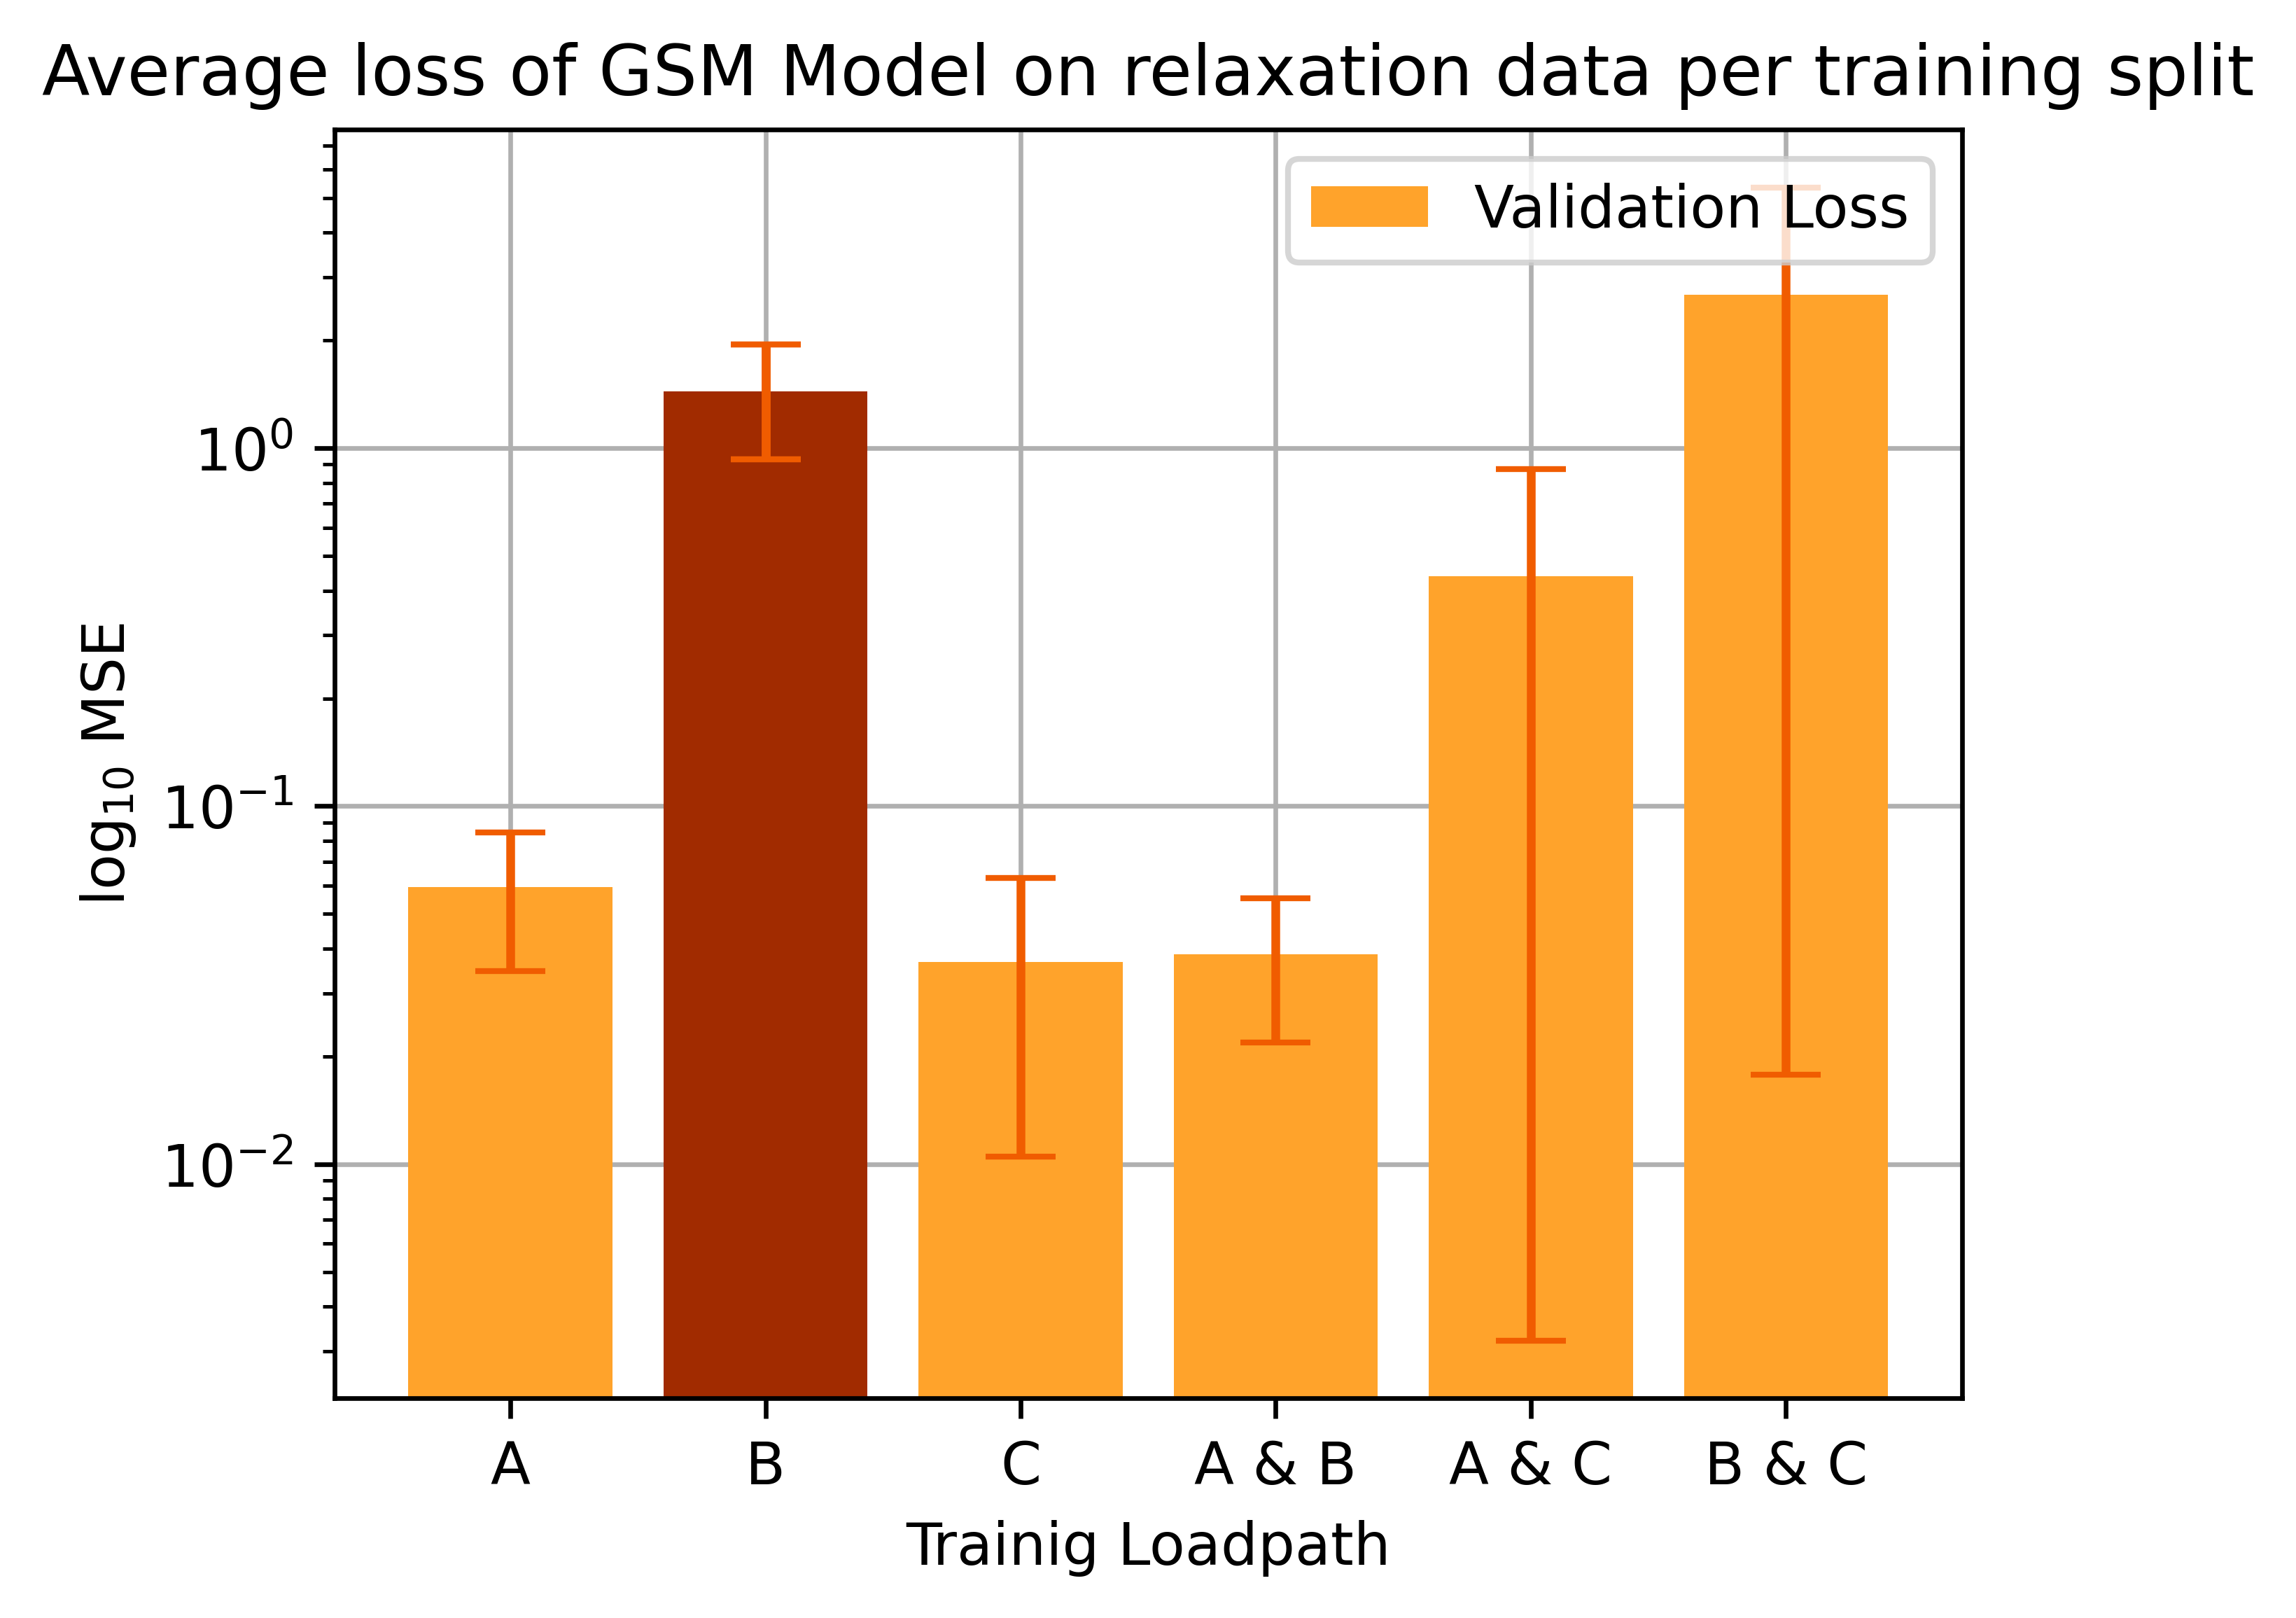 Average loss of GSM Model on relaxation data per training split
Validation Loss
log₁₀ MSE
10⁰
10⁻¹
10⁻²
A B C A & B A & C B & C
Trainig Loadpath